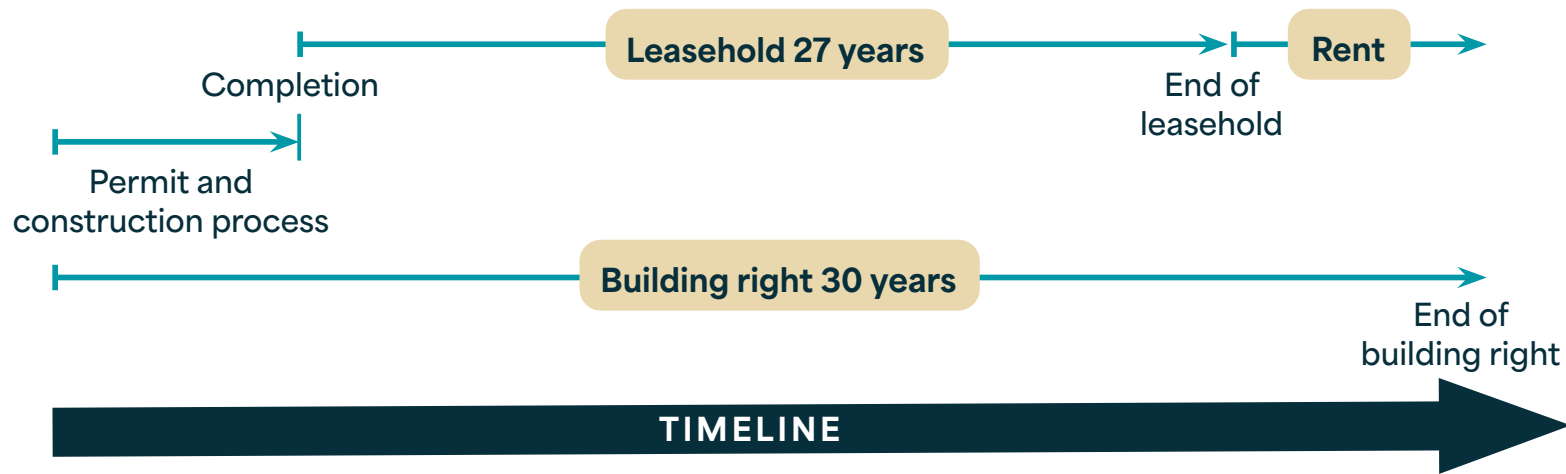 Leasehold 27 years
Rent
Completion
End of
leasehold
Permit and
construction process
Building right 30 years
End of
building right
TIMELINE